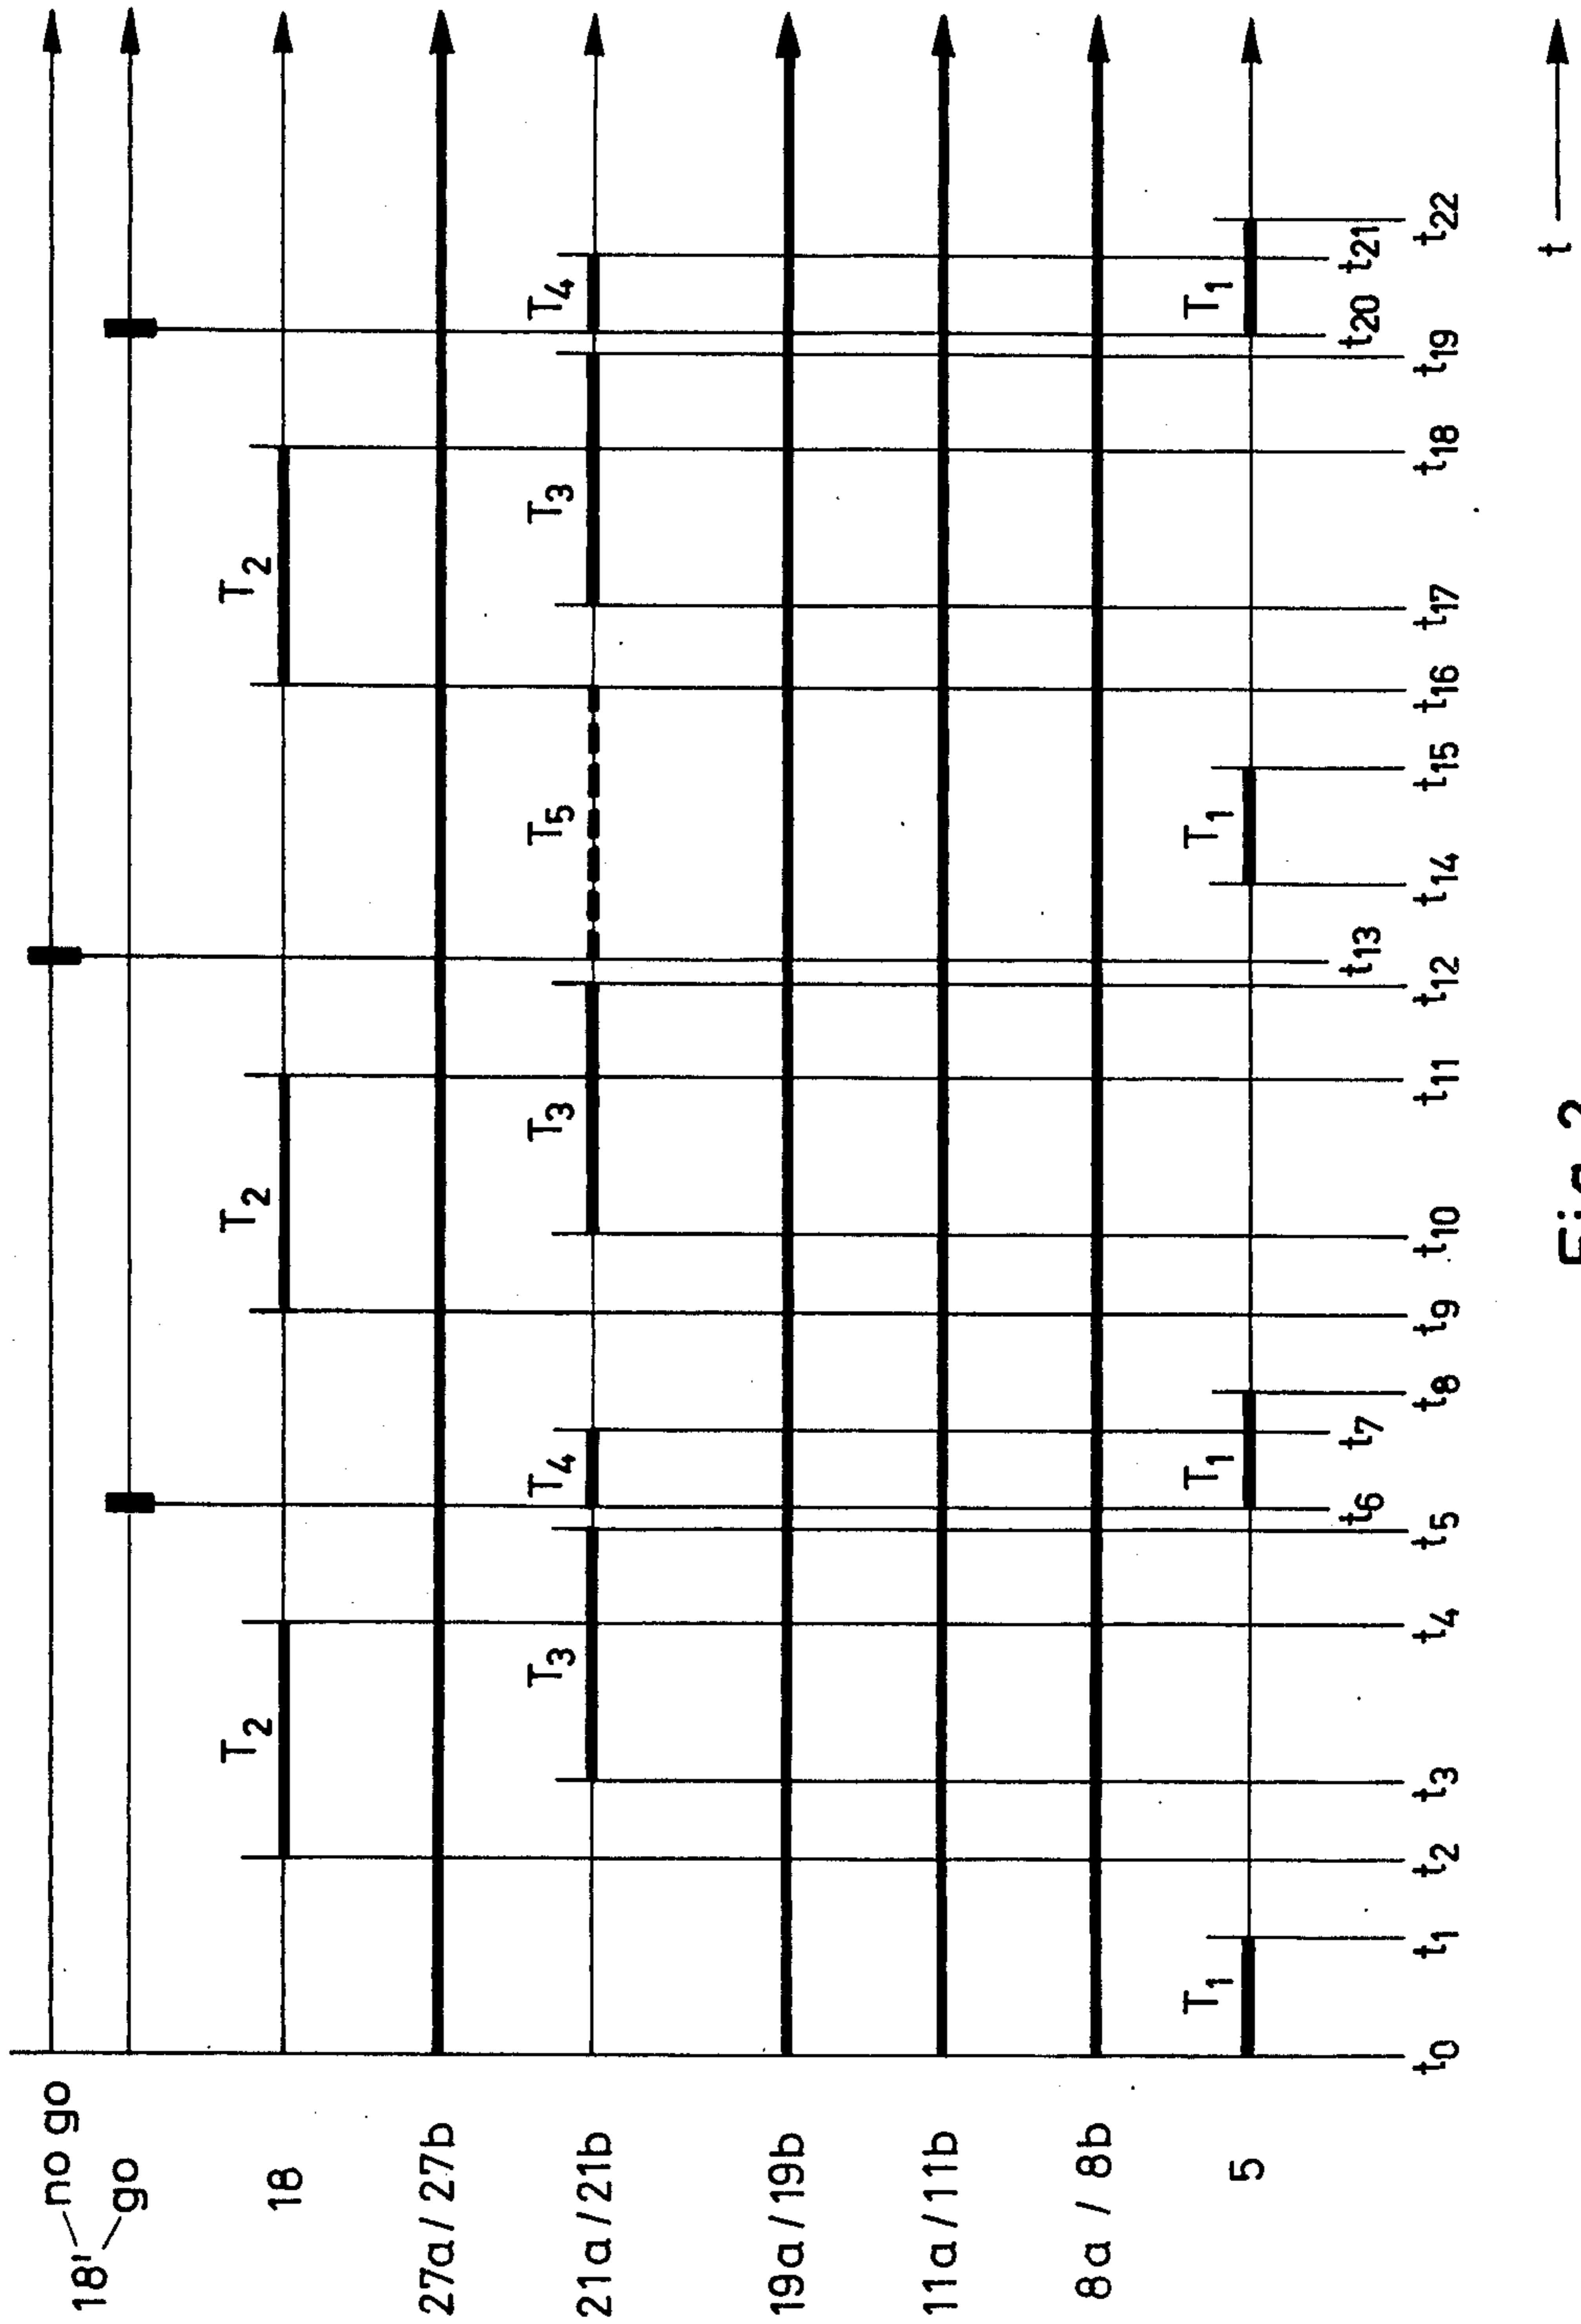 18' no go
go
18
T2 T2 T2
27a / 27b
21a / 21b
T3 T4 T3 T5 T3 T4
19a / 19b
11a / 11b
8a / 8b
5
T1 T1 T1 T1
t0 t1 t2 t3 t4 t5 t6 t7 t8 t9 t10 t11 t12 t13 t14 t15 t16 t17 t18 t19 t20 t21 t22
t
Fig. 2